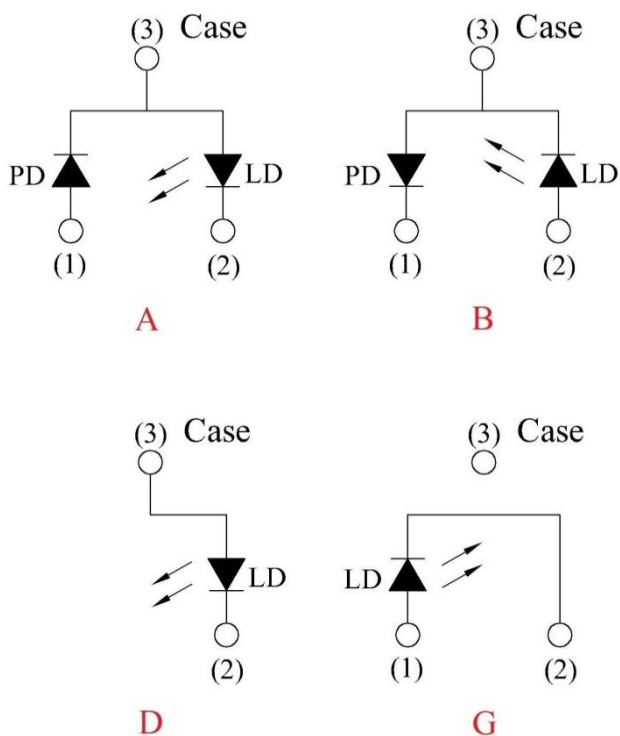 (3) Case
PD
LD
(1)
(2)
A
(3) Case
PD
LD
(1)
(2)
B
(3) Case
LD
(2)
D
(3) Case
LD
(1)
(2)
G